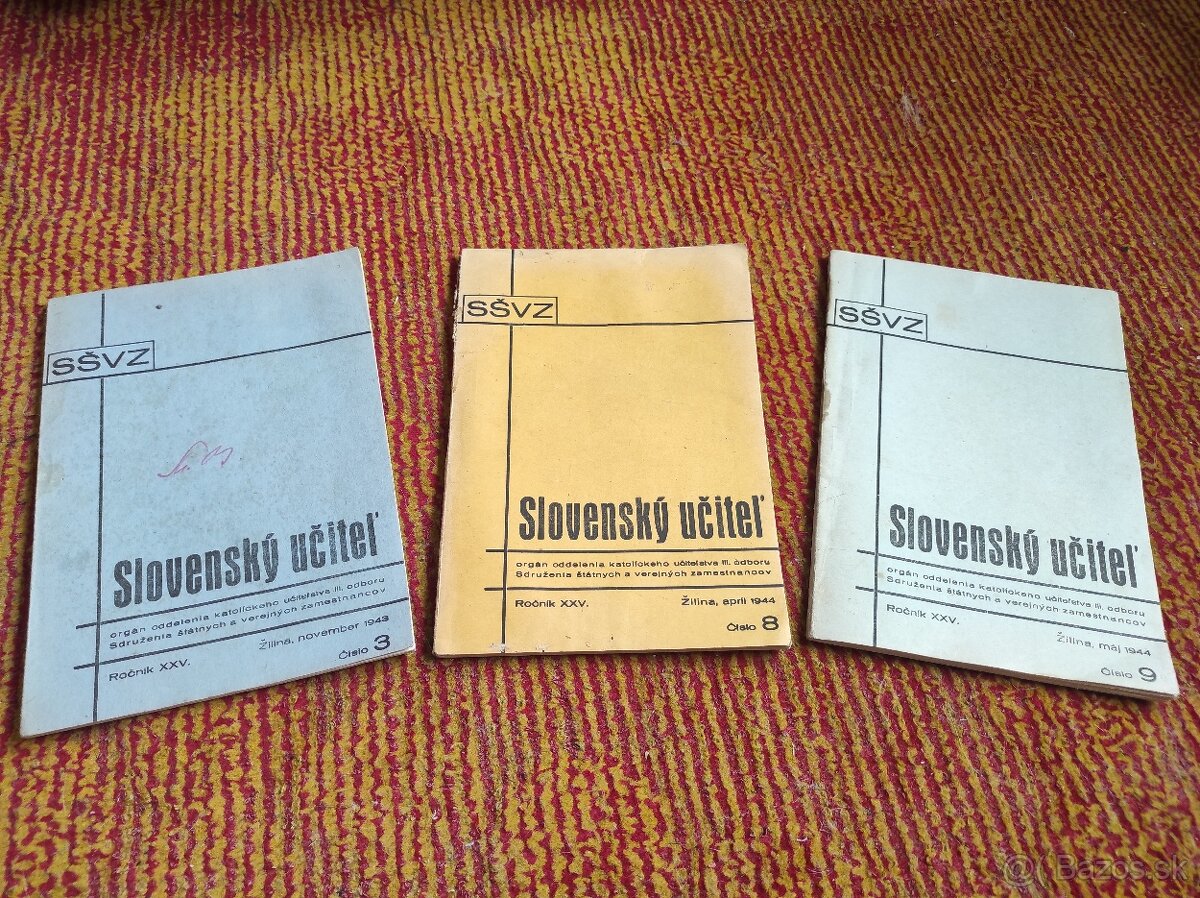 SŠVZ
Slovenský učiteľ
orgán oddelenia katolíckeho učiteľstva III. odboru
Sdruženia štátnych a verejných zamestnancov
Ročník XXV.
Žilina, november 1943
Číslo 3
SŠVZ
Slovenský učiteľ
orgán oddelenia katolíckeho učiteľstva III. odboru
Sdruženia štátnych a verejných zamestnancov
Ročník XXV.
Žilina, apríl 1944
Číslo 8
SŠVZ
Slovenský učiteľ
orgán oddelenia katolíckeho učiteľstva III. odboru
Sdruženia štátnych a verejných zamestnancov
Ročník XXV.
Žilina, máj 1944
Číslo 9
Bazos.sk